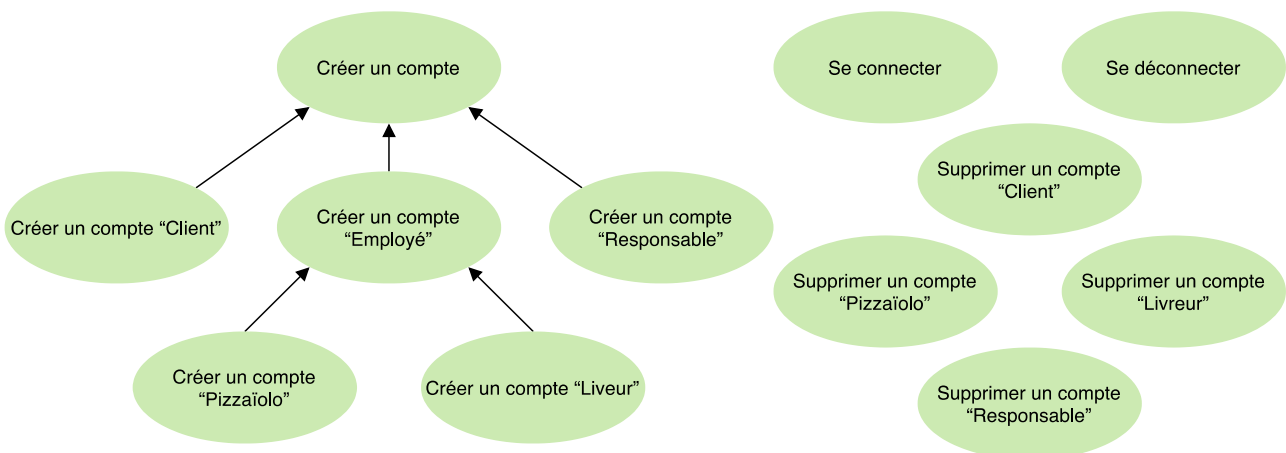 Créer un compte
Se connecter
Se déconnecter
Supprimer un compte
“Client”
Créer un compte “Client”
Créer un compte
“Employé”
Créer un compte
“Responsable”
Supprimer un compte
“Pizzaïolo”
Supprimer un compte
“Livreur”
Créer un compte
“Pizzaïolo”
Créer un compte “Liveur”
Supprimer un compte
“Responsable”